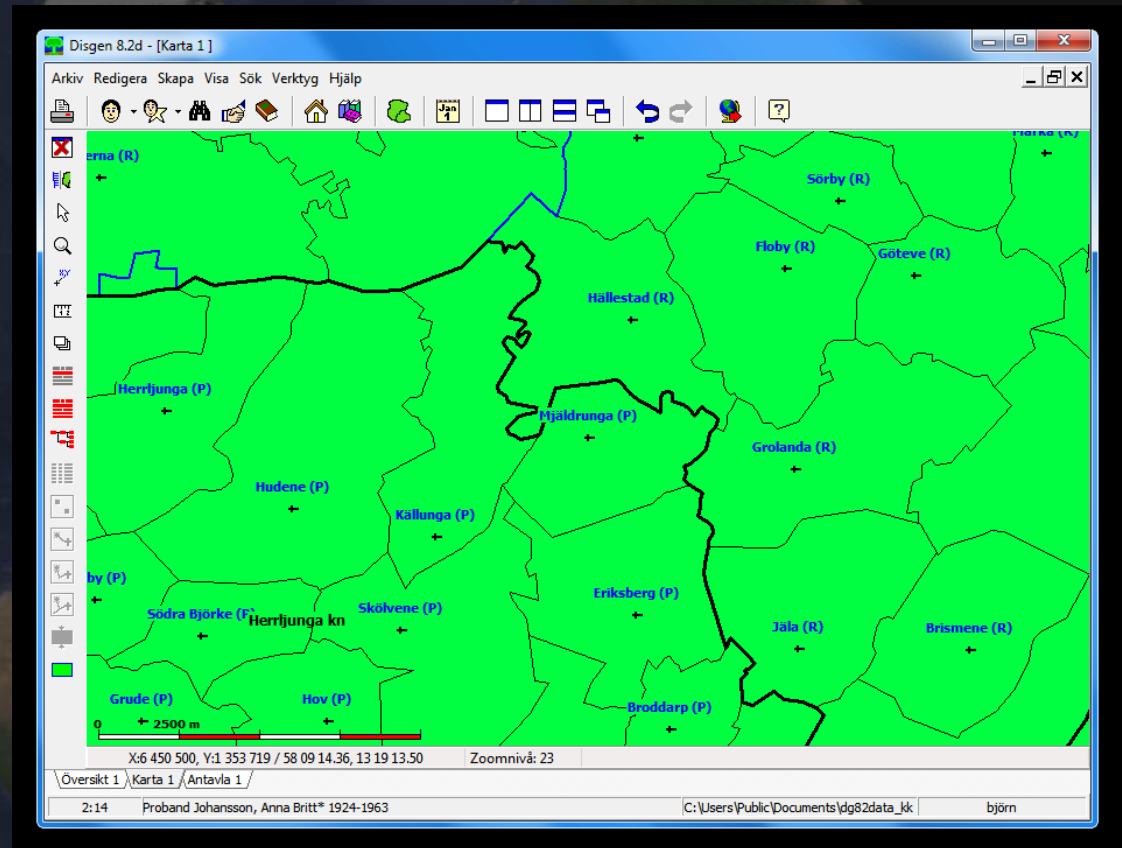 Disgen 8.2d - [Karta 1 ]
Arkiv Redigera Skapa Visa Sök Verktyg Hjälp
Jan
1
erna (R)
Marka (R)
Sörby (R)
Floby (R)
Göteve (R)
Hällestad (R)
Herrljunga (P)
Mjäldrunga (P)
Grolanda (R)
Hudene (P)
Källunga (P)
by (P)
Eriksberg (P)
Södra Björke (P)
Herrljunga kn
Skölvene (P)
Jäla (R)
Brismene (R)
Grude (P)
Hov (P)
Broddarp (P)
0 2500 m
X:6 450 500, Y:1 353 719 / 58 09 14.36, 13 19 13.50 Zoomnivå: 23
Översikt 1 Karta 1 Antavla 1
2:14 Proband Johansson, Anna Britt* 1924-1963 C:\Users\Public\Documents\dg82data_kk björn